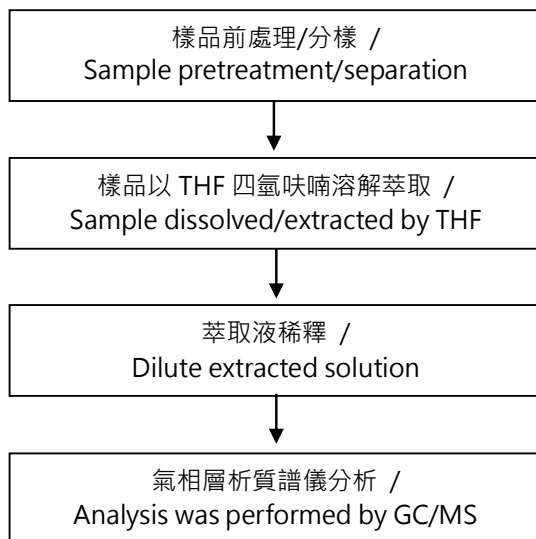 樣品前處理/分樣 /
Sample pretreatment/separation
樣品以 THF 四氫呋喃溶解萃取 /
Sample dissolved/extracted by THF
萃取液稀釋 /
Dilute extracted solution
氣相層析質譜儀分析 /
Analysis was performed by GC/MS